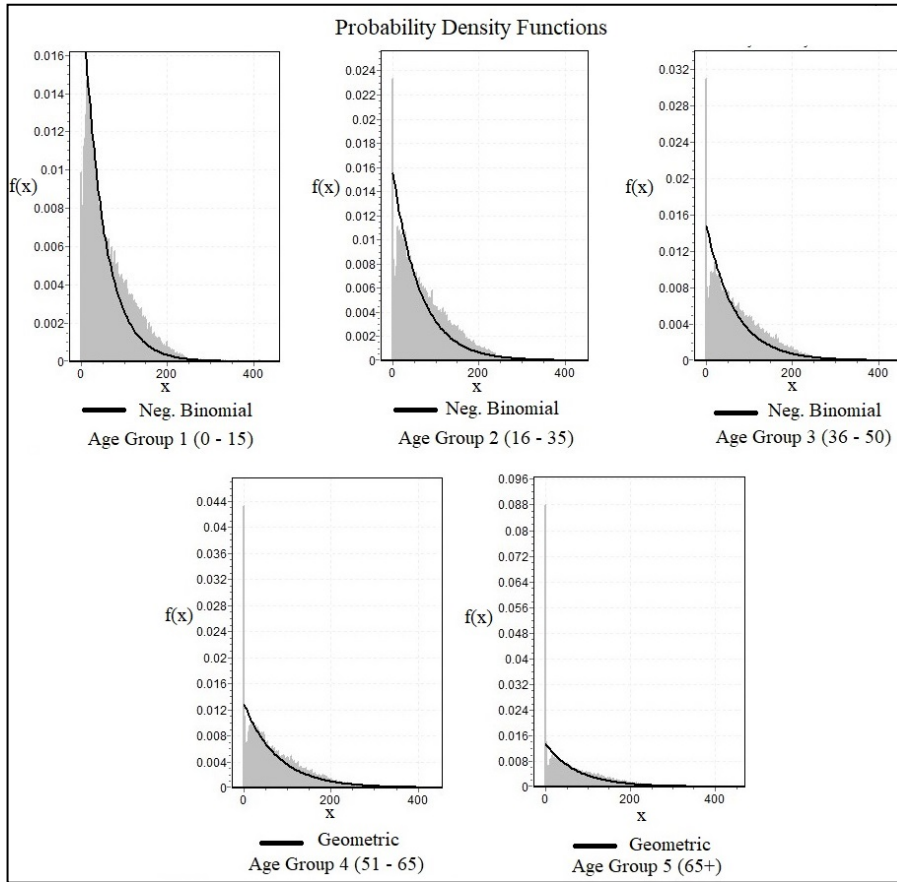 Probability Density Functions
0.016
0.014
0.012
0.01
f(x)
0.008
0.006
0.004
0.002
0 200 400
x
Neg. Binomial
Age Group 1 (0 - 15)
0.024
0.022
0.02
0.018
0.016
f(x)
0.014
0.012
0.01
0.008
0.006
0.004
0.002
0
0 200 400
x
Neg. Binomial
Age Group 2 (16 - 35)
0.032
0.028
0.024
0.02
f(x)
0.016
0.012
0.008
0.004
0
0 200 400
x
Neg. Binomial
Age Group 3 (36 - 50)
0.044
0.04
0.036
0.032
0.028
f(x)
0.024
0.02
0.016
0.012
0.008
0.004
0
0 200 400
x
Geometric
Age Group 4 (51 - 65)
0.096
0.088
0.08
0.072
0.064
0.056
f(x)
0.048
0.04
0.032
0.024
0.016
0.008
0
0 200 400
x
Geometric
Age Group 5 (65+)